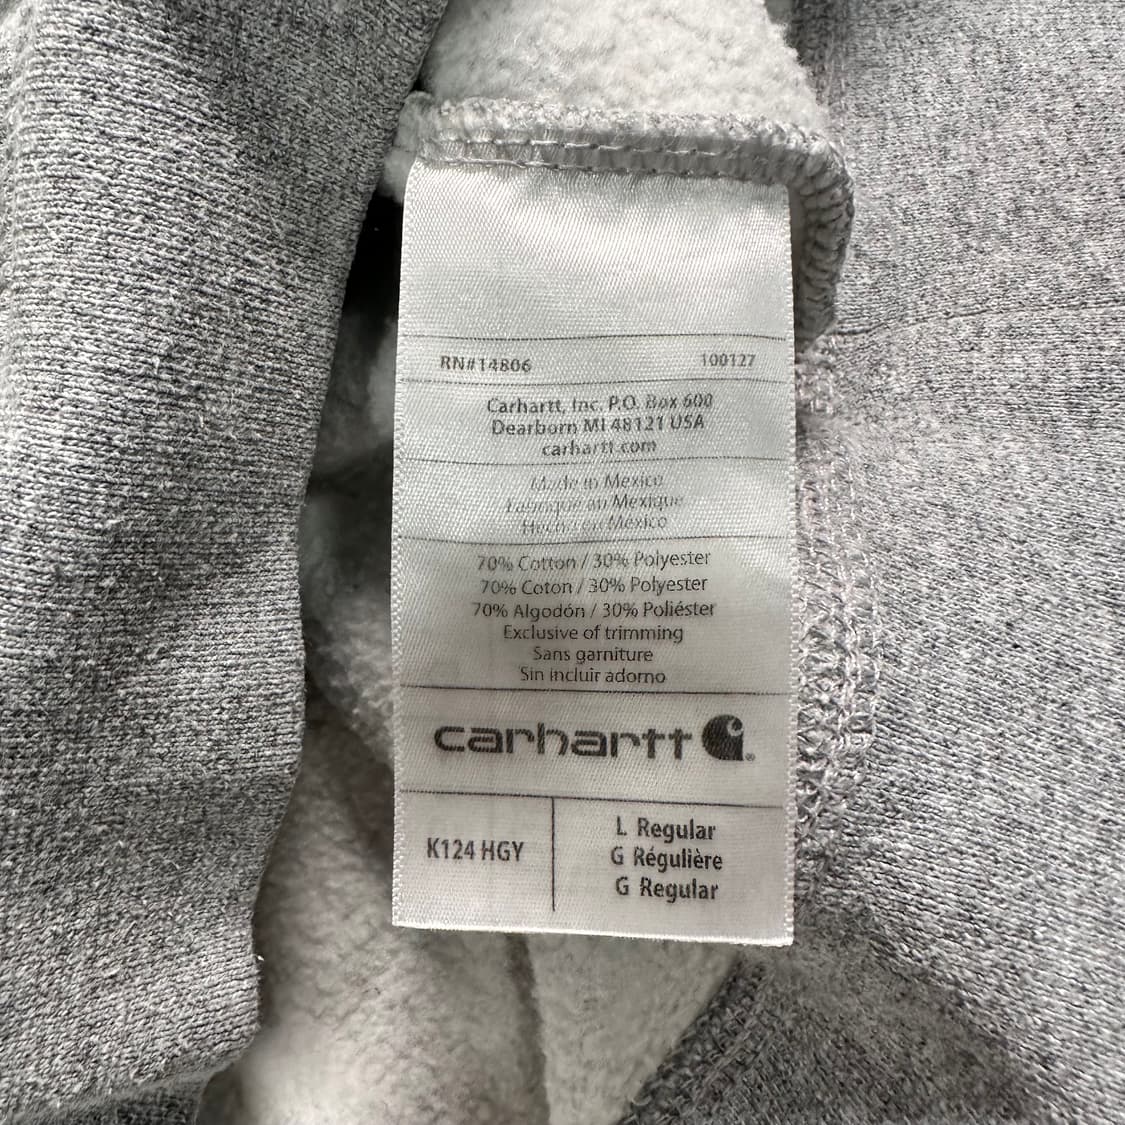 RN#14806 100127
Carhartt, Inc. P.O. Box 600
Dearborn MI 48121 USA
carhartt.com
Made in Mexico
Fabriqué au Mexique
Hecho en Mexico
70% Cotton / 30% Polyester
70% Coton / 30% Polyester
70% Algodón / 30% Poliéster
Exclusive of trimming
Sans garniture
Sin incluir adorno
carhartt
K124 HGY
L Regular
G Régulière
G Regular